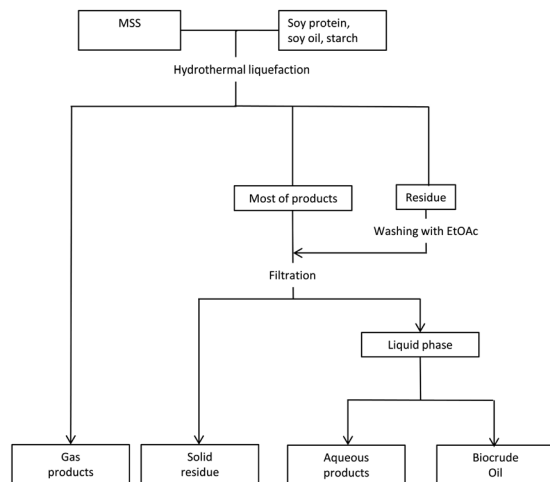 MSS
Soy protein,
soy oil, starch
Hydrothermal liquefaction
Most of products
Residue
Washing with EtOAc
Filtration
Liquid phase
Gas
products
Solid
residue
Aqueous
products
Biocrude
Oil